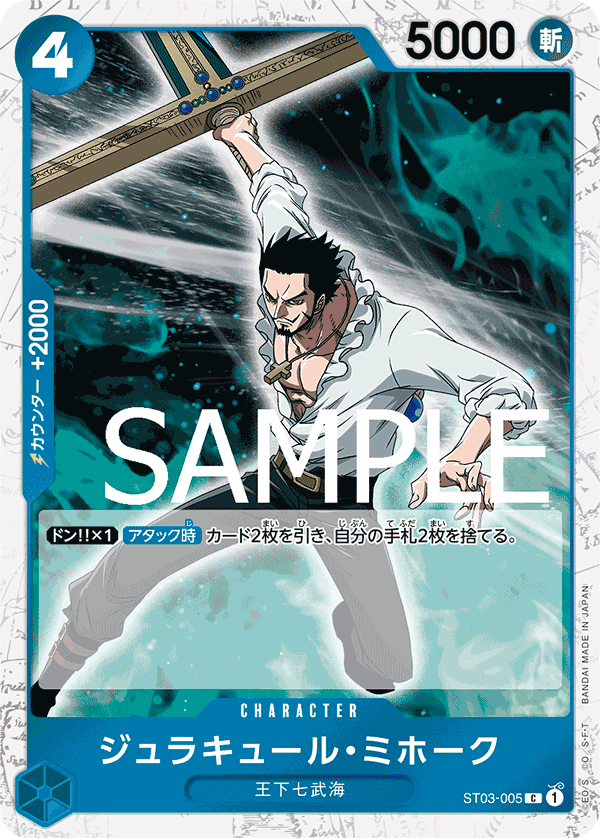 4
5000
斬
カウンター +2000
SAMPLE
ドン!!×1 アタック時 カード2枚を引き、自分の手札2枚を捨てる。
CHARACTER
ジュラキュール・ミホーク
王下七武海
ST03-005 C 1
©E.O./S. ©O. S.・F.T BANDAI MADE IN JAPAN